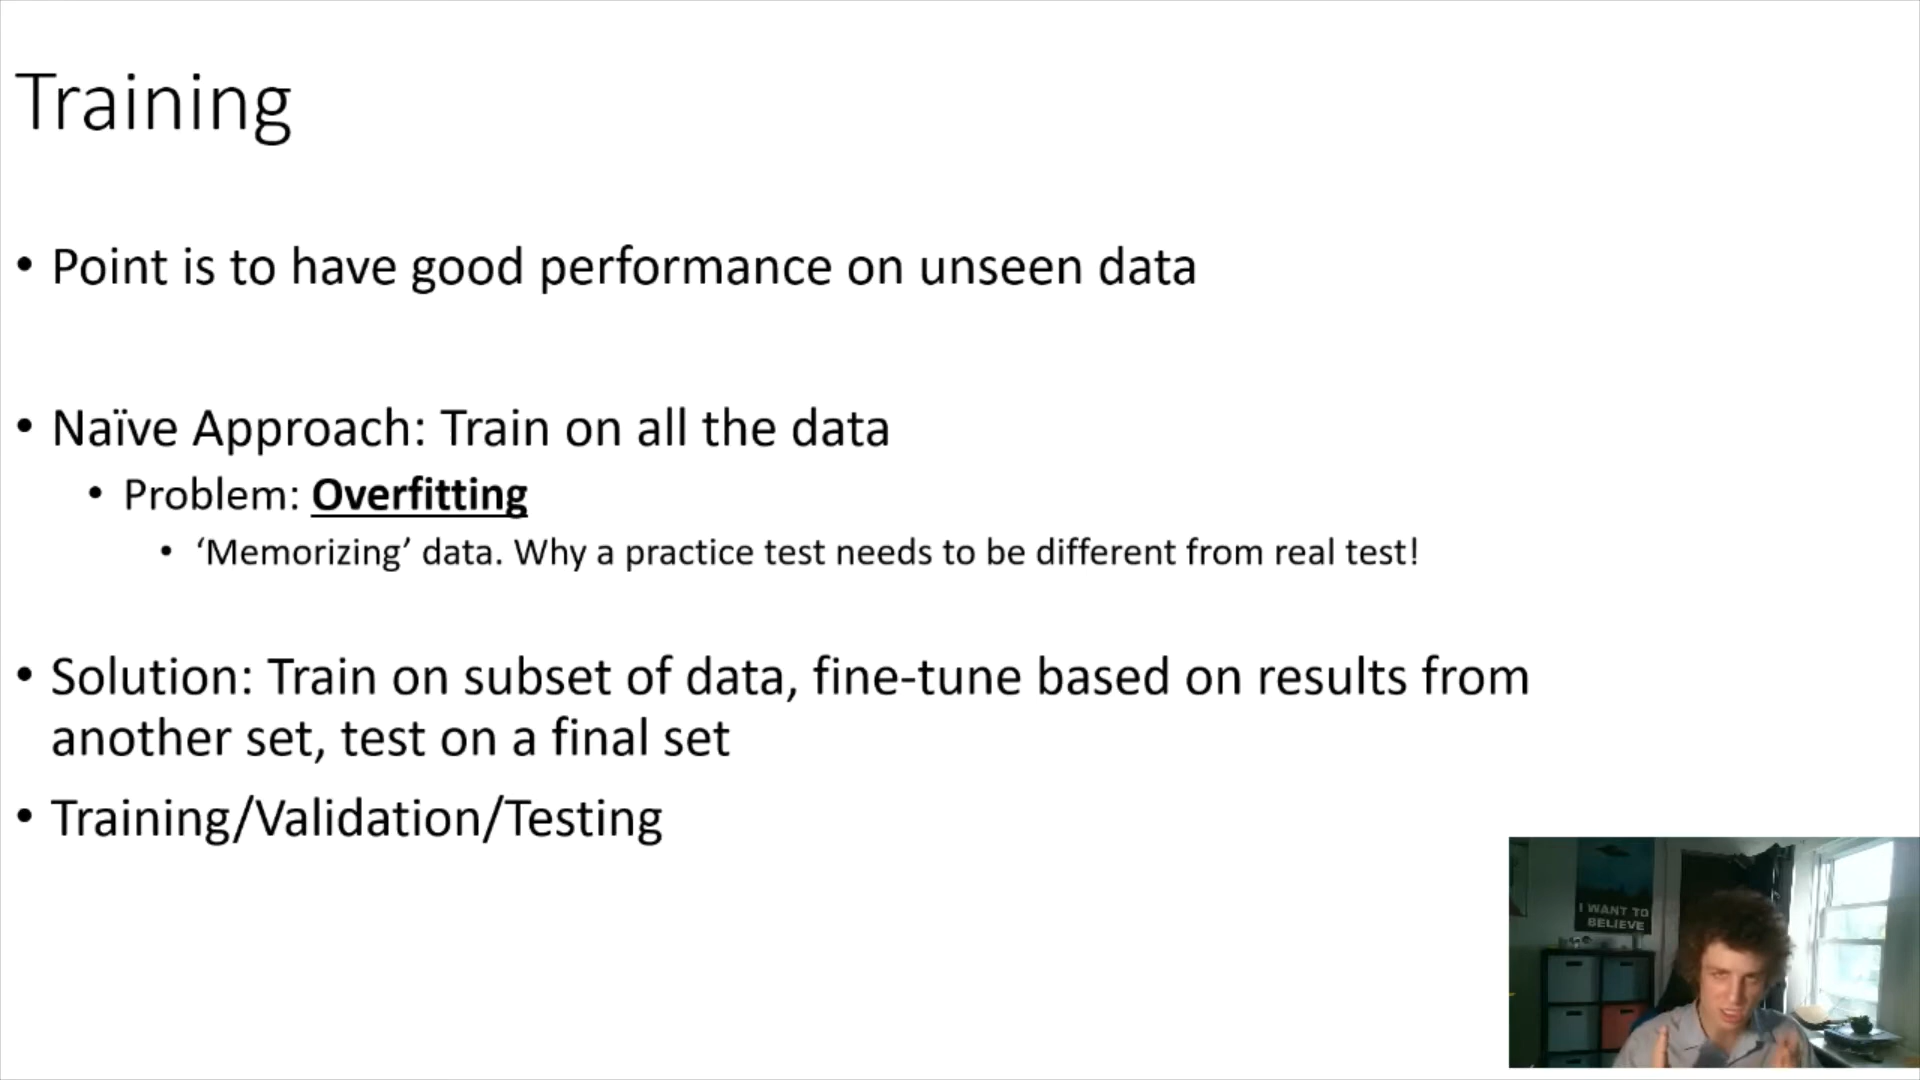 Training
• Point is to have good performance on unseen data
• Naïve Approach: Train on all the data
• Problem: Overfitting
• ‘Memorizing’ data. Why a practice test needs to be different from real test!
• Solution: Train on subset of data, fine-tune based on results from
another set, test on a final set
• Training/Validation/Testing
I WANT TO
BELIEVE